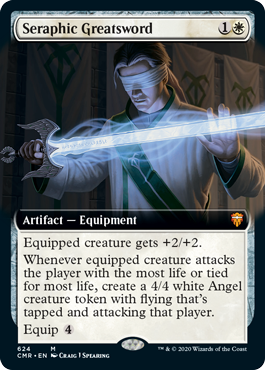 Seraphic Greatsword 1
Artifact — Equipment
Equipped creature gets +2/+2.
Whenever equipped creature attacks
the player with the most life or tied
for most life, create a 4/4 white Angel
creature token with flying that's
tapped and attacking that player.
Equip 4
624 M
CMR • EN Craig J Spearing
™ & © 2020 Wizards of the Coast